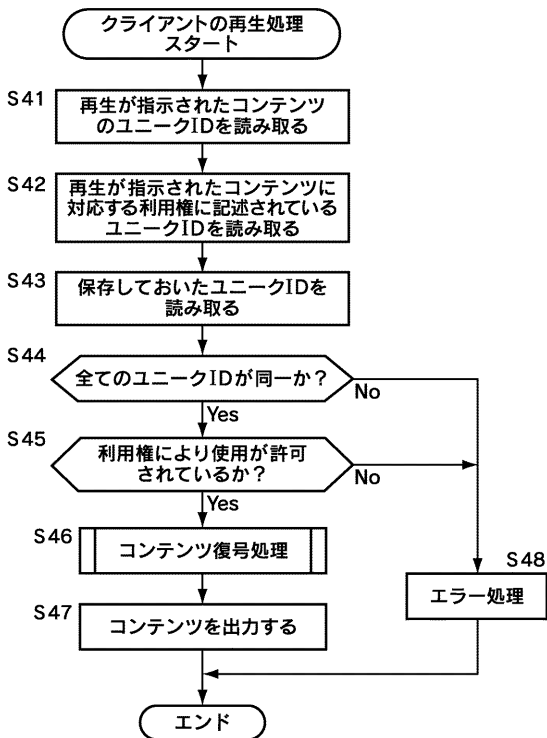 クライアントの再生処理
スタート
S41
再生が指示されたコンテンツ
のユニークIDを読み取る
S42
再生が指示されたコンテンツに
対応する利用権に記述されている
ユニークIDを読み取る
S43
保存しておいたユニークIDを
読み取る
S44
全てのユニークIDが同一か?
No
Yes
S45
利用権により使用が許可
されているか?
No
Yes
S46
コンテンツ復号処理
S48
エラー処理
S47
コンテンツを出力する
エンド